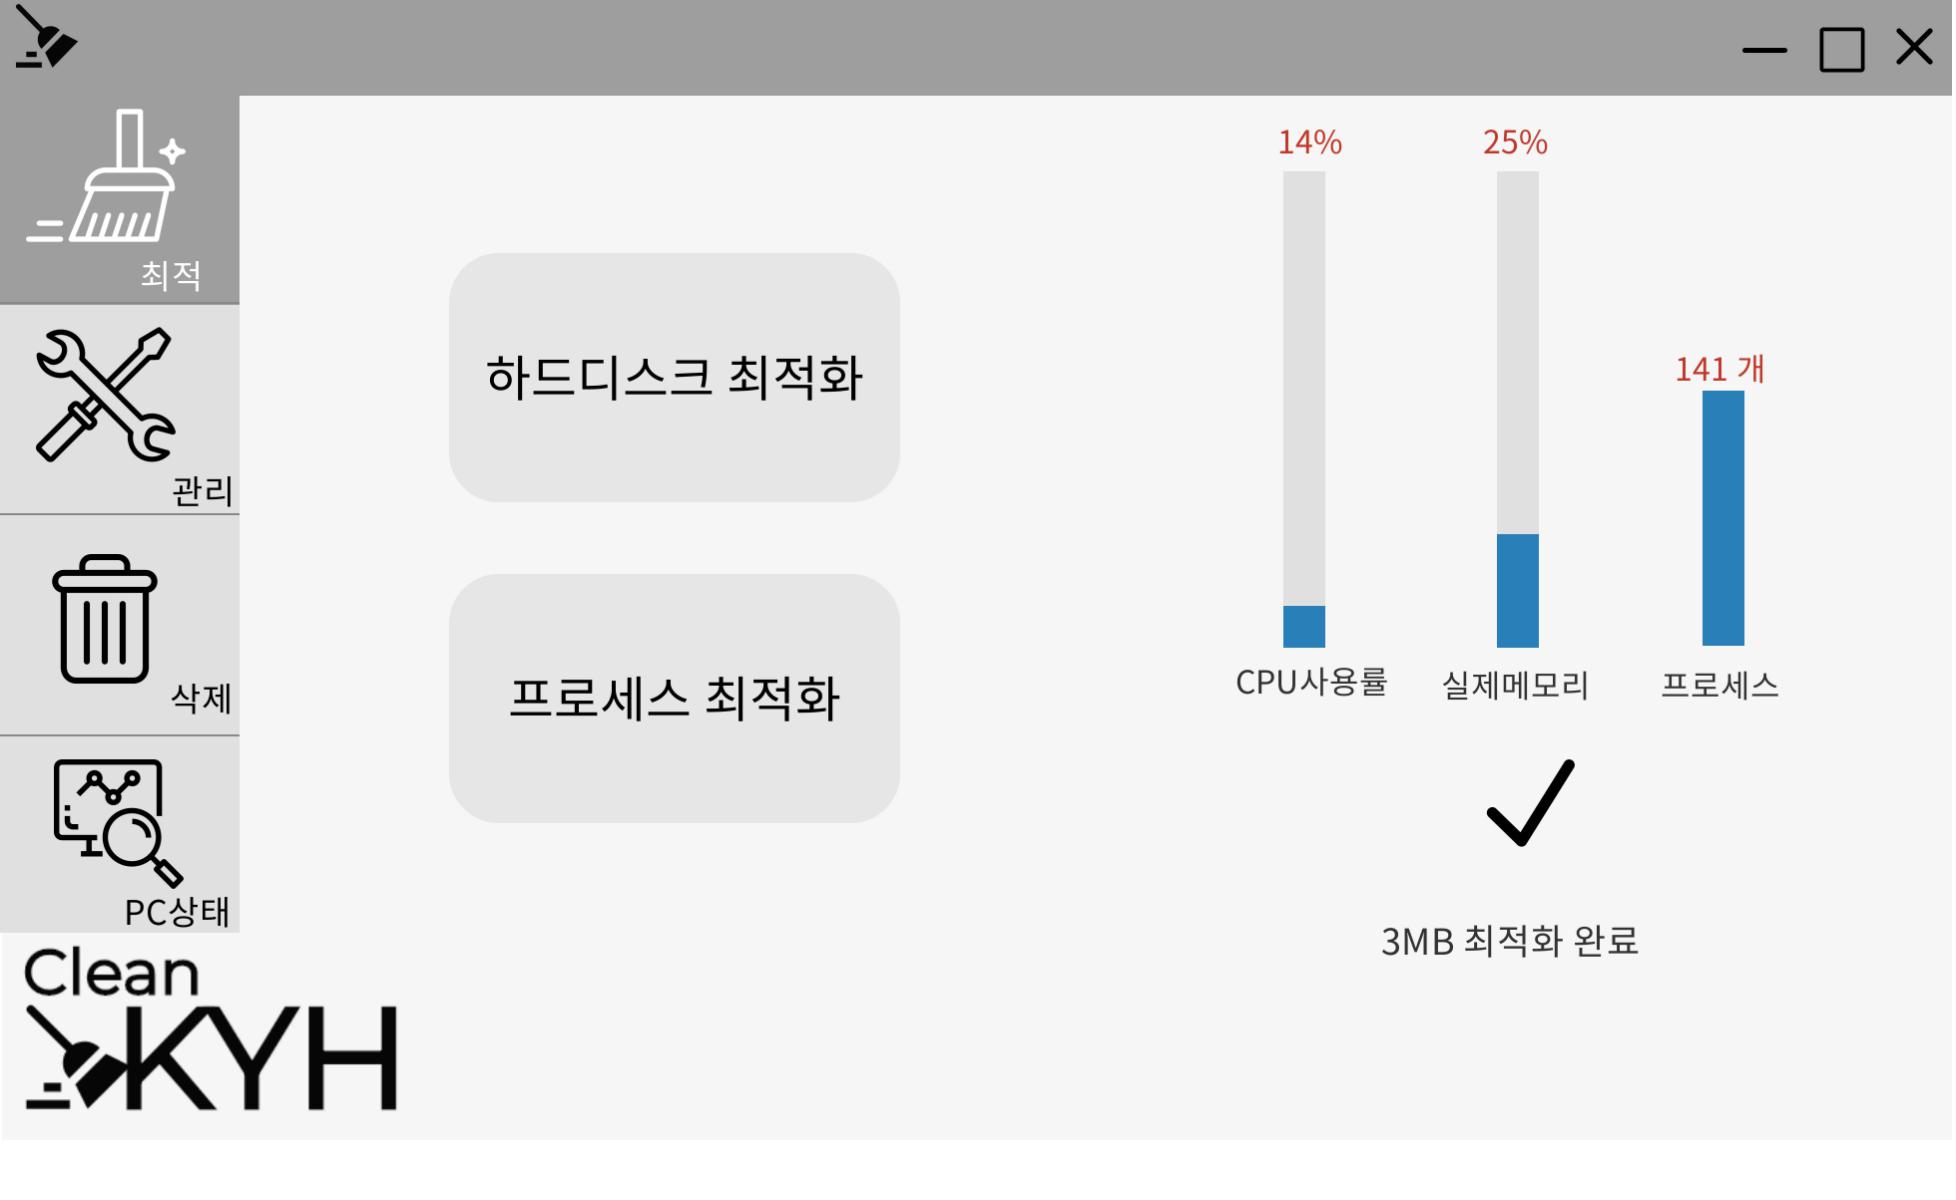 최적
관리
삭제
PC상태
Clean
KYH
하드디스크 최적화
프로세스 최적화
14%
25%
141 개
CPU사용률
실제메모리
프로세스
3MB 최적화 완료